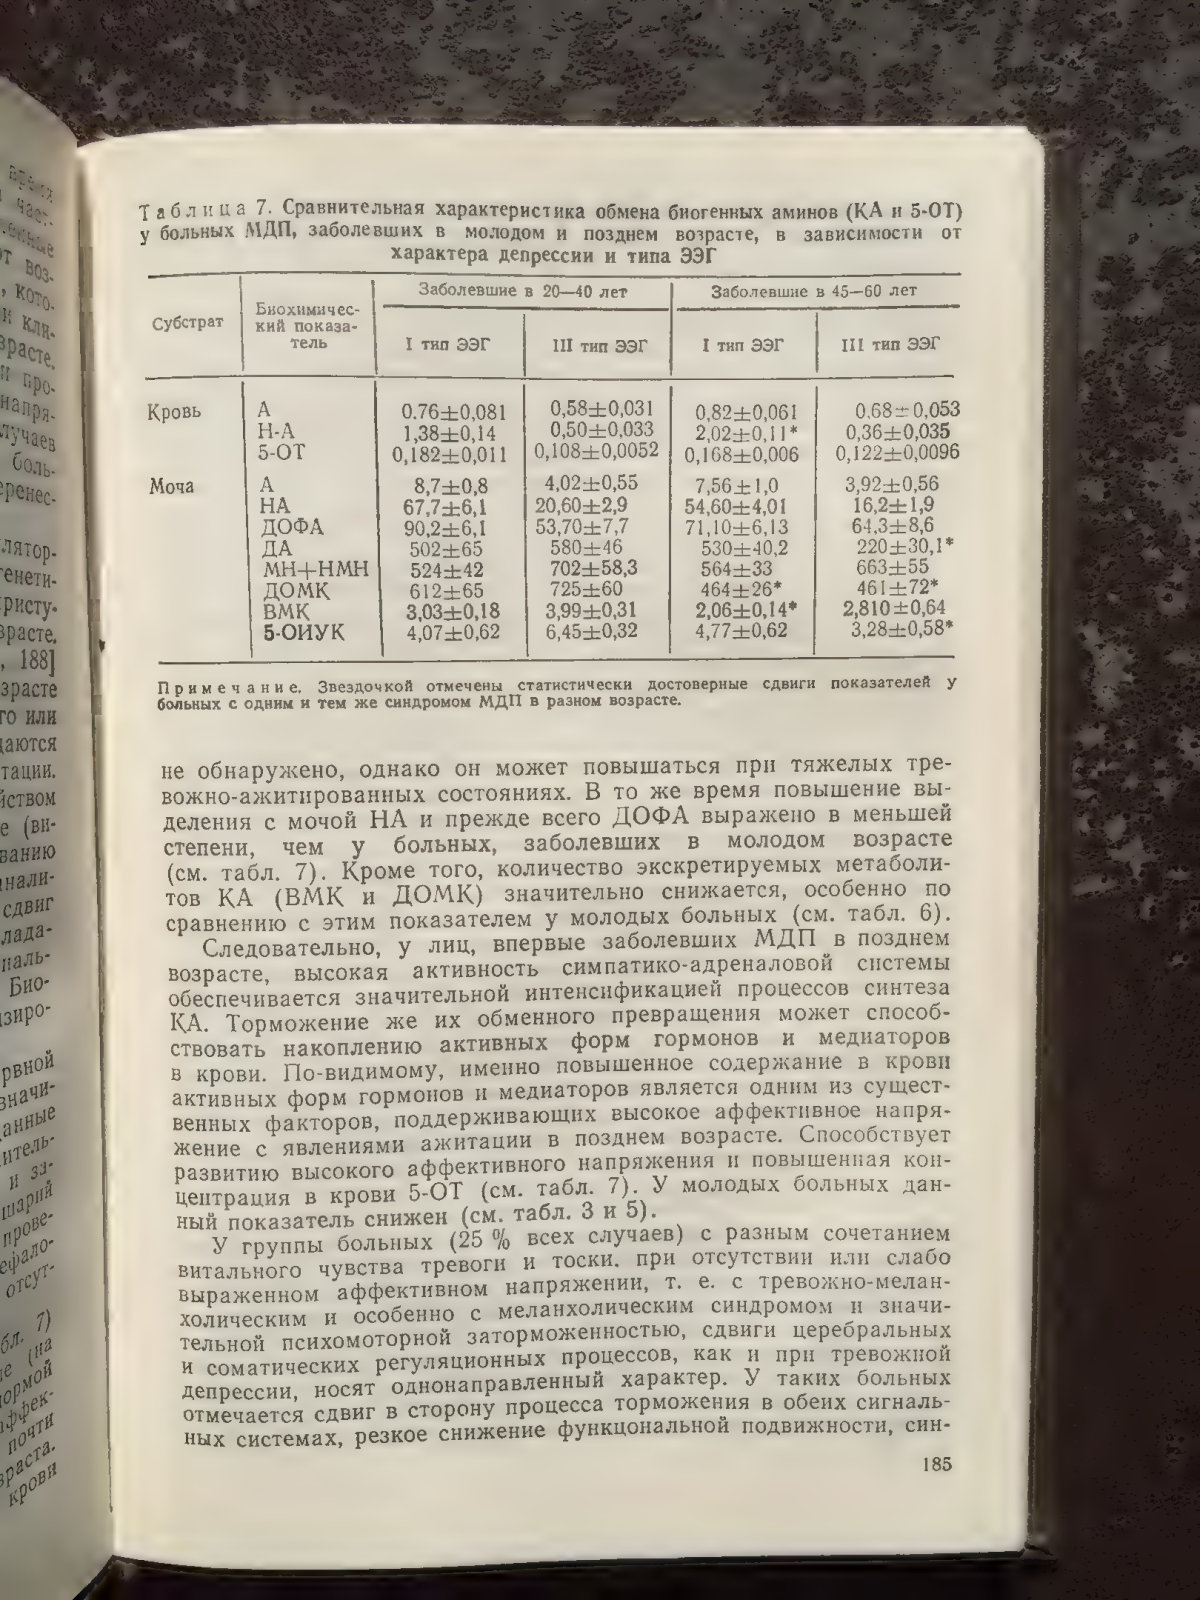 Таблица 7. Сравнительная характеристика обмена биогенных аминов (КА и 5-ОТ)
у больных МДП, заболевших в молодом и позднем возрасте, в зависимости от
характера депрессии и типа ЭЭГ
Субстрат | Биохимичес-кий показа-тель | Заболевшие в 20—40 лет | Заболевшие в 45—60 лет
I тип ЭЭГ | III тип ЭЭГ | I тип ЭЭГ | III тип ЭЭГ
Кровь А 0.76±0,081 0,58±0,031 0,82±0,061 0,68±0,053
Н-А 1,38±0,14 0,50±0,033 2,02±0,11* 0,36±0,035
5-ОТ 0,182±0,011 0,108±0,0052 0,168±0,006 0,122±0,0096
Моча А 8,7±0,8 4,02±0,55 7,56±1,0 3,92±0,56
НА 67,7±6,1 20,60±2,9 54,60±4,01 16,2±1,9
ДОФА 90,2±6,1 53,70±7,7 71,10±6,13 64,3±8,6
ДА 502±65 580±46 530±40,2 220±30,1*
МН+НМН 524±42 702±58,3 564±33 663±55
ДОМК 612±65 725±60 464±26* 461±72*
ВМК 3,03±0,18 3,99±0,31 2,06±0,14* 2,810±0,64
5-ОИУК 4,07±0,62 6,45±0,32 4,77±0,62 3,28±0,58*
Примечание. Звездочкой отмечены статистически достоверные сдвиги показателей у
больных с одним и тем же синдромом МДП в разном возрасте.
не обнаружено, однако он может повышаться при тяжелых тре-
вожно-ажитированных состояниях. В то же время повышение вы-
деления с мочой НА и прежде всего ДОФА выражено в меньшей
степени, чем у больных, заболевших в молодом возрасте
(см. табл. 7). Кроме того, количество экскретируемых метаболи-
тов КА (ВМК и ДОМК) значительно снижается, особенно по
сравнению с этим показателем у молодых больных (см. табл. 6).
Следовательно, у лиц, впервые заболевших МДП в позднем
возрасте, высокая активность симпатико-адреналовой системы
обеспечивается значительной интенсификацией процессов синтеза
КА. Торможение же их обменного превращения может способ-
ствовать накоплению активных форм гормонов и медиаторов
в крови. По-видимому, именно повышенное содержание в крови
активных форм гормонов и медиаторов является одним из сущест-
венных факторов, поддерживающих высокое аффективное напря-
жение с явлениями ажитации в позднем возрасте. Способствует
развитию высокого аффективного напряжения и повышенная кон-
центрация в крови 5-ОТ (см. табл. 7). У молодых больных дан-
ный показатель снижен (см. табл. 3 и 5).
У группы больных (25 % всех случаев) с разным сочетанием
витального чувства тревоги и тоски. при отсутствии или слабо
выраженном аффективном напряжении, т. е. с тревожно-мелан-
холическим и особенно с меланхолическим синдромом и значи-
тельной психомоторной заторможенностью, сдвиги церебральных
и соматических регуляционных процессов, как и при тревожной
депрессии, носят однонаправленный характер. У таких больных
отмечается сдвиг в сторону процесса торможения в обеих сигналь-
ных системах, резкое снижение функциональной подвижности, син-
185